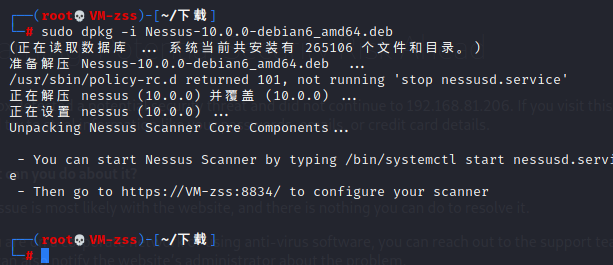 ┌──(root💀VM-zss)-[~/下載]
└─# sudo dpkg -i Nessus-10.0.0-debian6_amd64.deb
(正在读取数据库 ... 系统当前共安装有 265106 个文件和目录。)
准备解压 Nessus-10.0.0-debian6_amd64.deb ...
/usr/sbin/policy-rc.d returned 101, not running 'stop nessusd.service'
正在解压 nessus (10.0.0) 并覆盖 (10.0.0) ...
正在设置 nessus (10.0.0) ...
Unpacking Nessus Scanner Core Components...
- You can start Nessus Scanner by typing /bin/systemctl start nessusd.servic
e
- Then go to https://VM-zss:8834/ to configure your scanner
┌──(root💀VM-zss)-[~/下載]
└─#